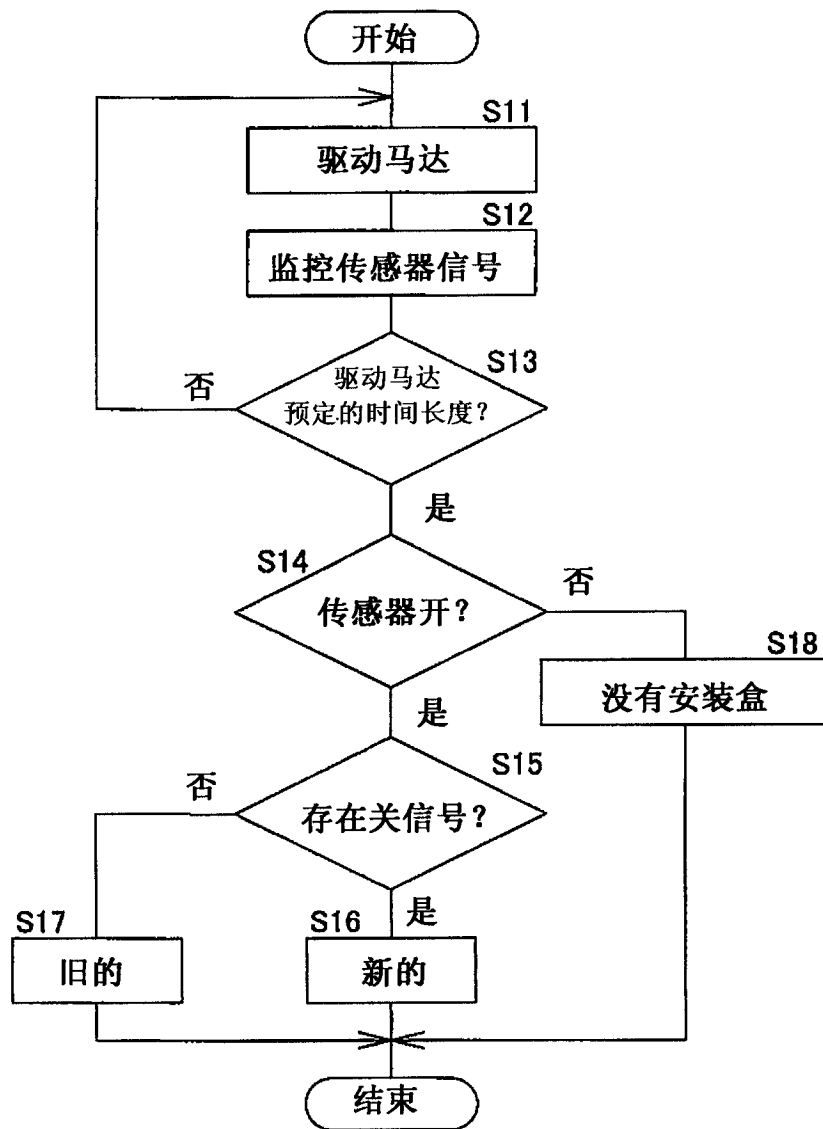 开始
S11
驱动马达
S12
监控传感器信号
S13
驱动马达
预定的时间长度?
否
是
S14
传感器开?
否
S18
没有安装盒
是
S15
存在关信号?
否
是
S17
旧的
S16
新的
结束